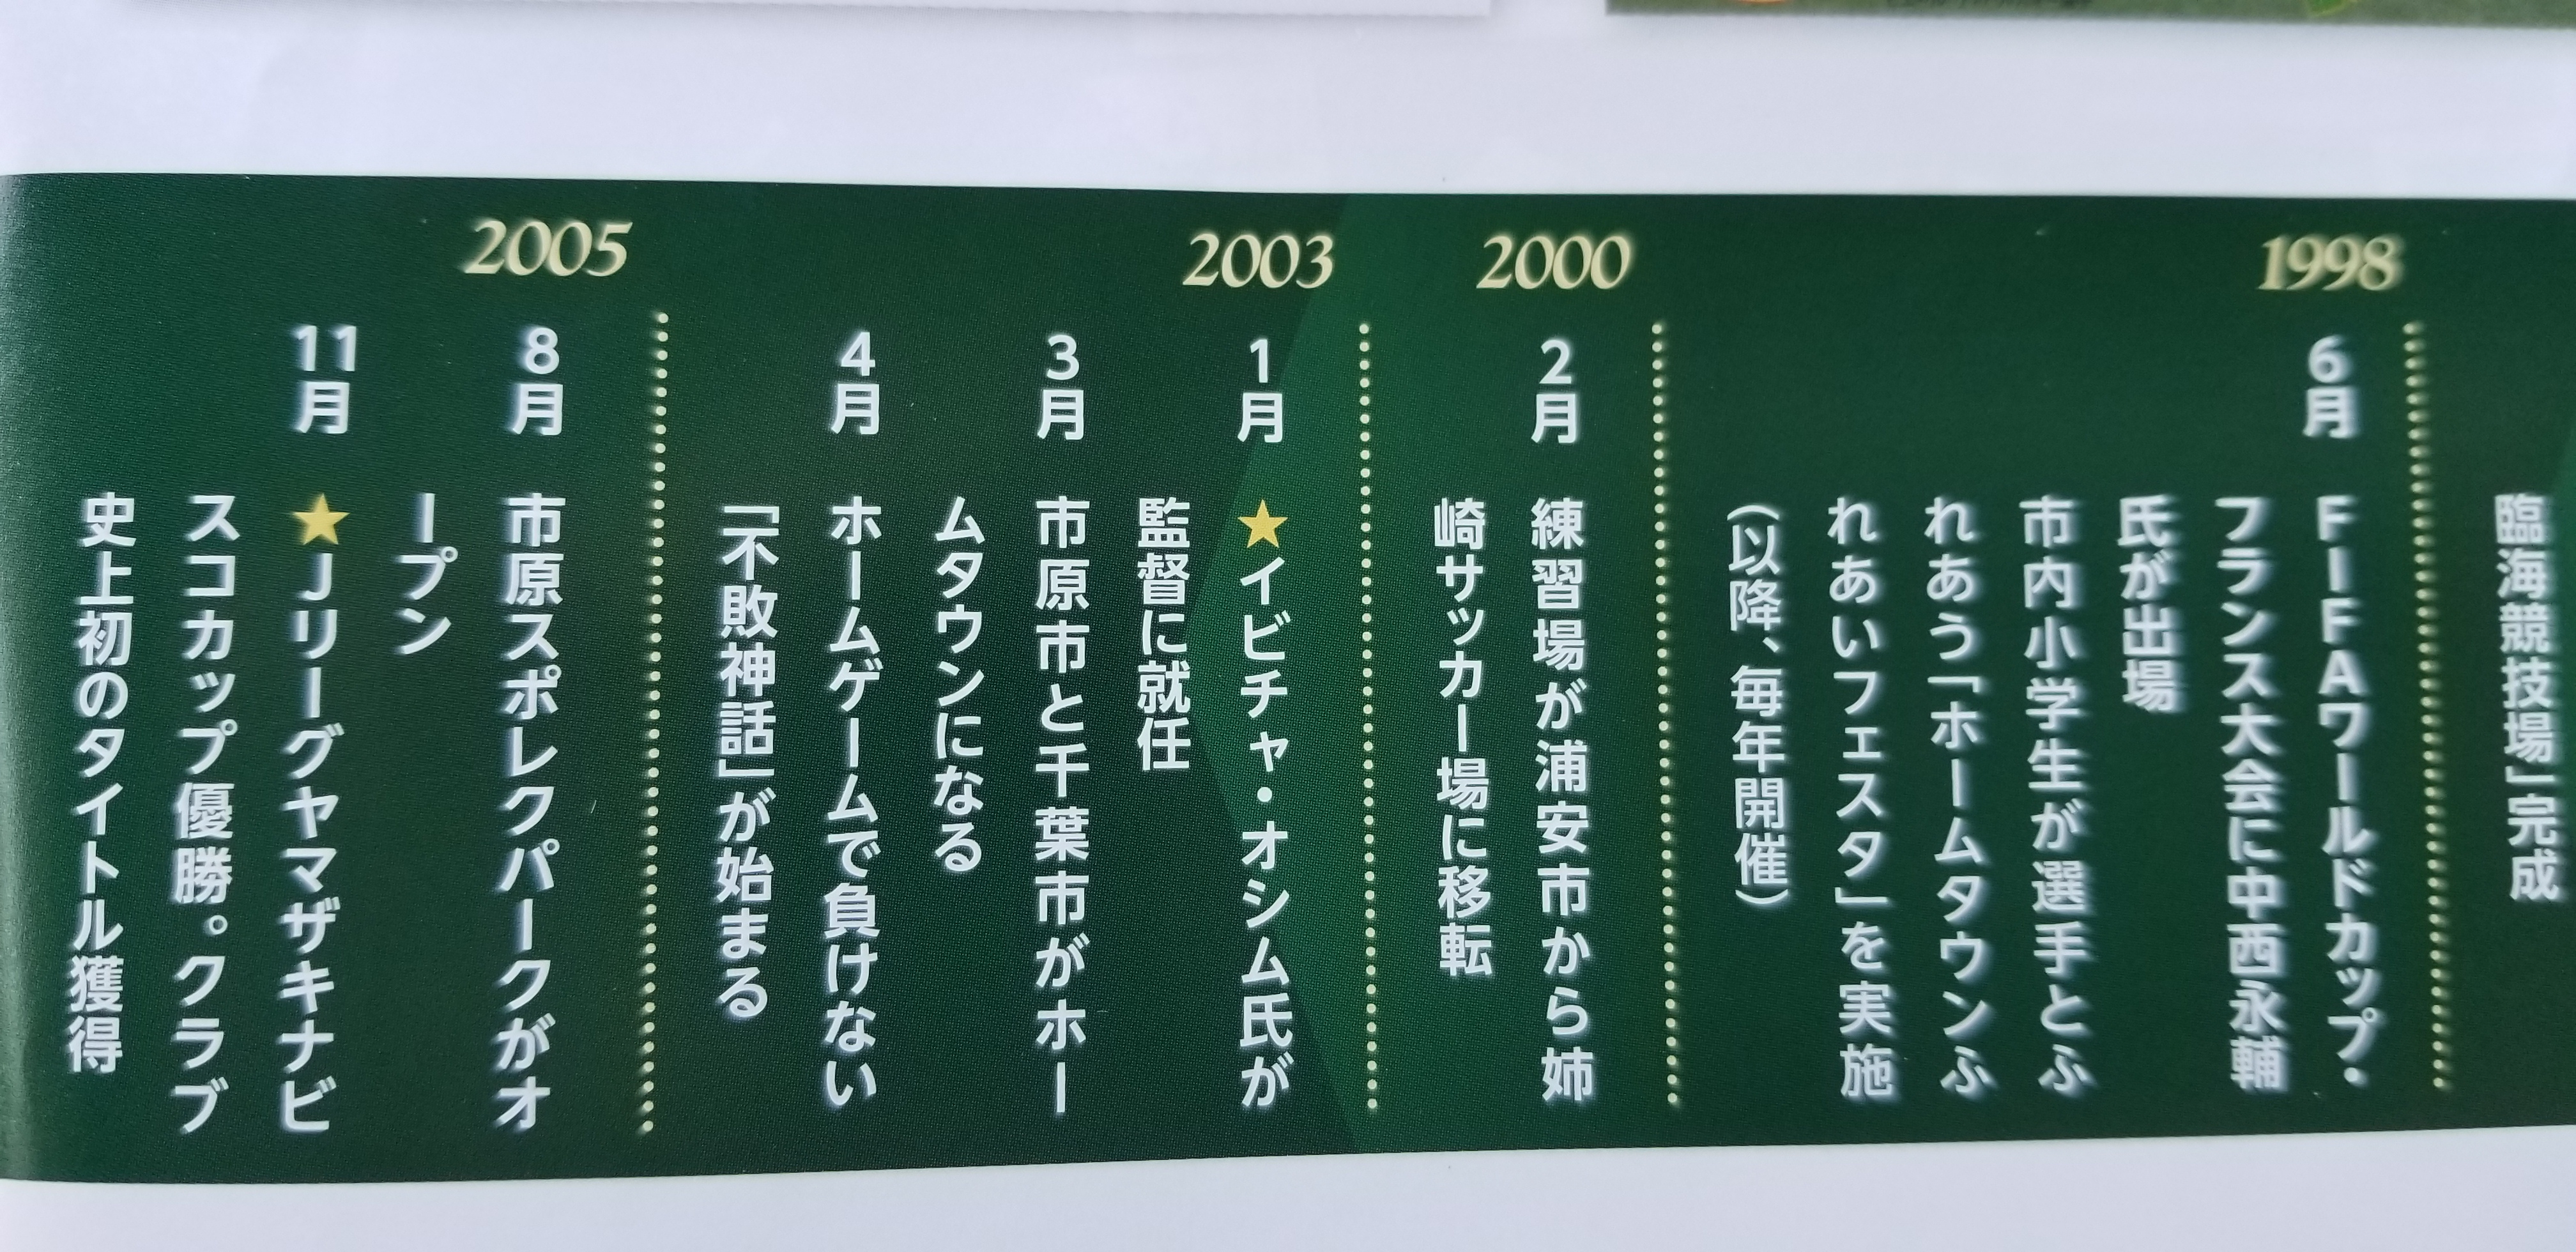 臨海競技場」完成
1998
6月
FIFAワールドカップ・
フランス大会に中西永輔
氏が出場
市内小学生が選手とふ
れあう「ホームタウンふ
れあいフェスタ」を実施
（以降、毎年開催）
2000
2月
練習場が浦安市から姉
崎サッカー場に移転
2003
1月
★イビチャ・オシム氏が
監督に就任
3月
市原市と千葉市がホー
ムタウンになる
4月
ホームゲームで負けない
「不敗神話」が始まる
2005
8月
市原スポレクパークがオ
ープン
11月
★Jリーグヤマザキナビ
スコカップ優勝。クラブ
史上初のタイトル獲得